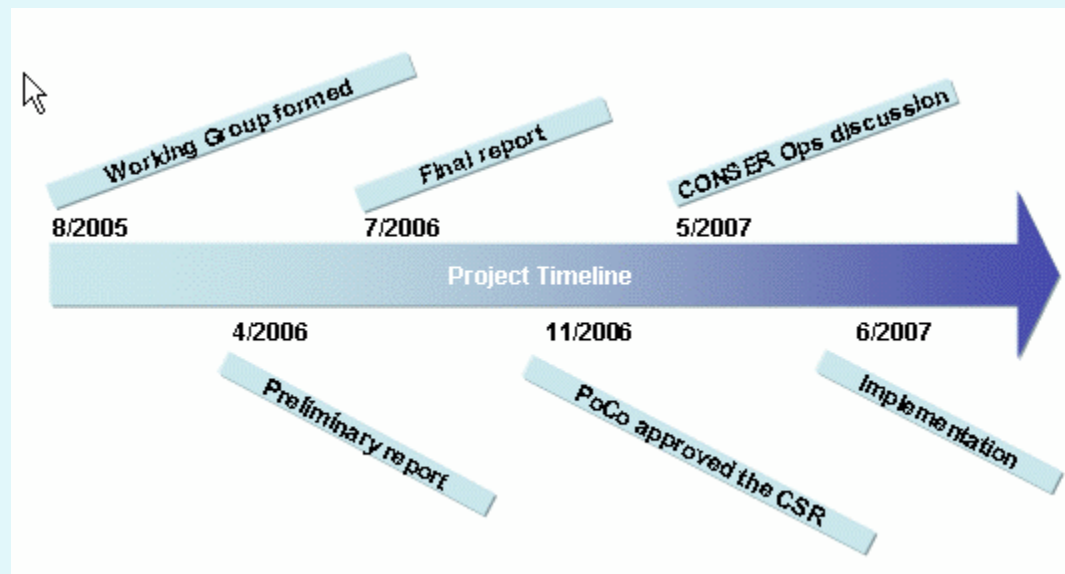 Working Group formed
Final report
CONSER Ops discussion
8/2005
7/2006
5/2007
Project Timeline
4/2006
11/2006
6/2007
Preliminary report
PoCo approved the CSR
Implementation